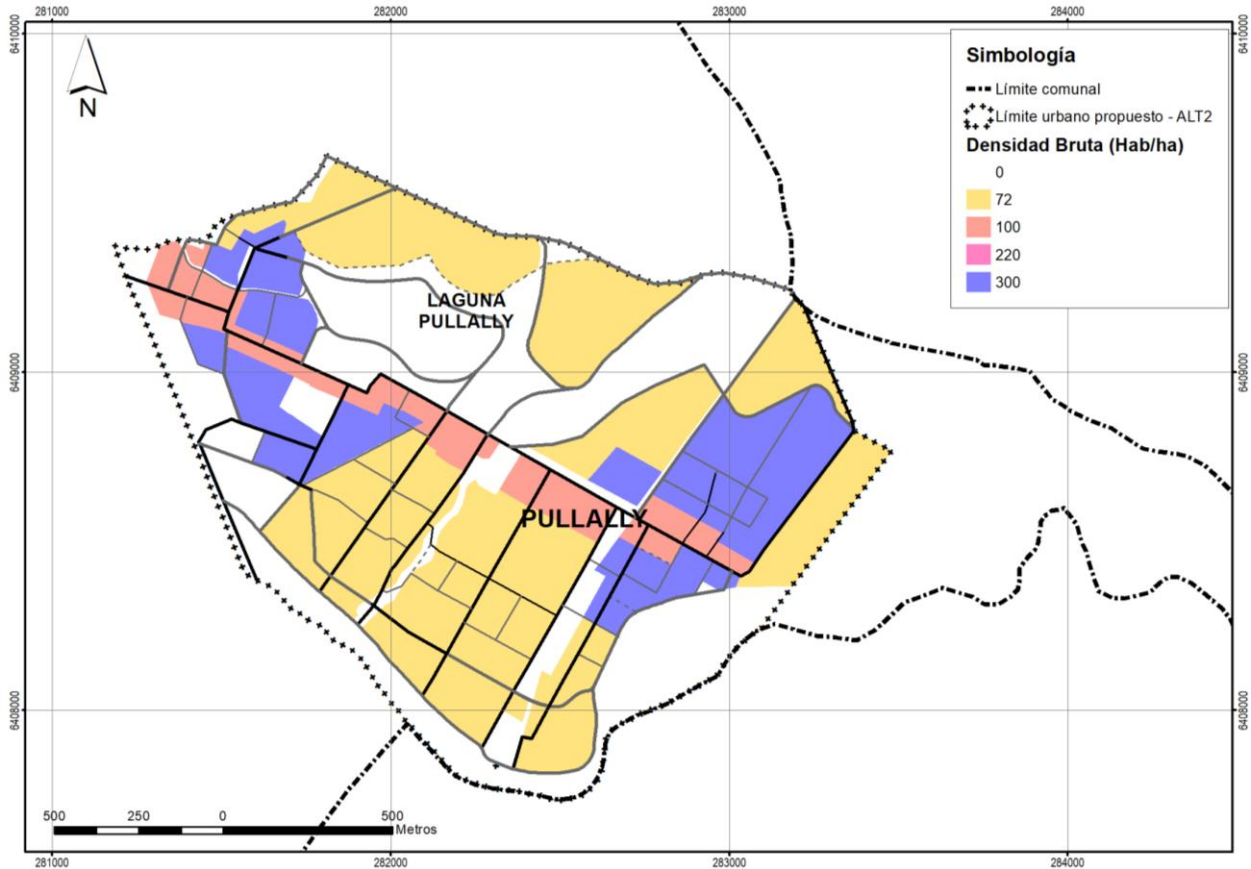 281000
282000
283000
284000
6410000
6410000
N
Simbología
Límite comunal
Límite urbano propuesto - ALT2
Densidad Bruta (Hab/ha)
0
72
100
220
300
LAGUNA
PULLALLY
6409000
6409000
PULLALLY
6408000
6408000
500
250
0
500
Metros
281000
282000
283000
284000